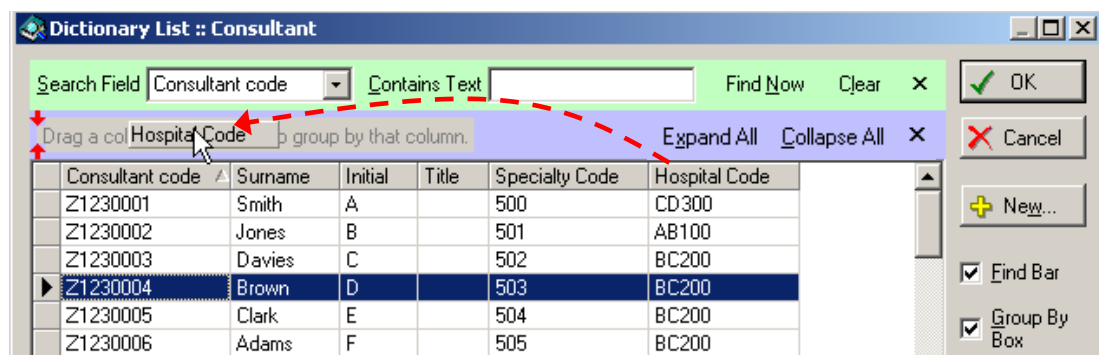 Dictionary List :: Consultant
Search Field Consultant code Contains Text Find Now Clear × OK
Drag a col Hospital Code o group by that column. Expand All Collapse All × Cancel
Consultant code Surname Initial Title Specialty Code Hospital Code
Z1230001 Smith A 500 CD300 New...
Z1230002 Jones B 501 AB100
Z1230003 Davies C 502 BC200
Z1230004 Brown D 503 BC200 Find Bar
Z1230005 Clark E 504 BC200 Group By
Z1230006 Adams F 505 BC200 Box